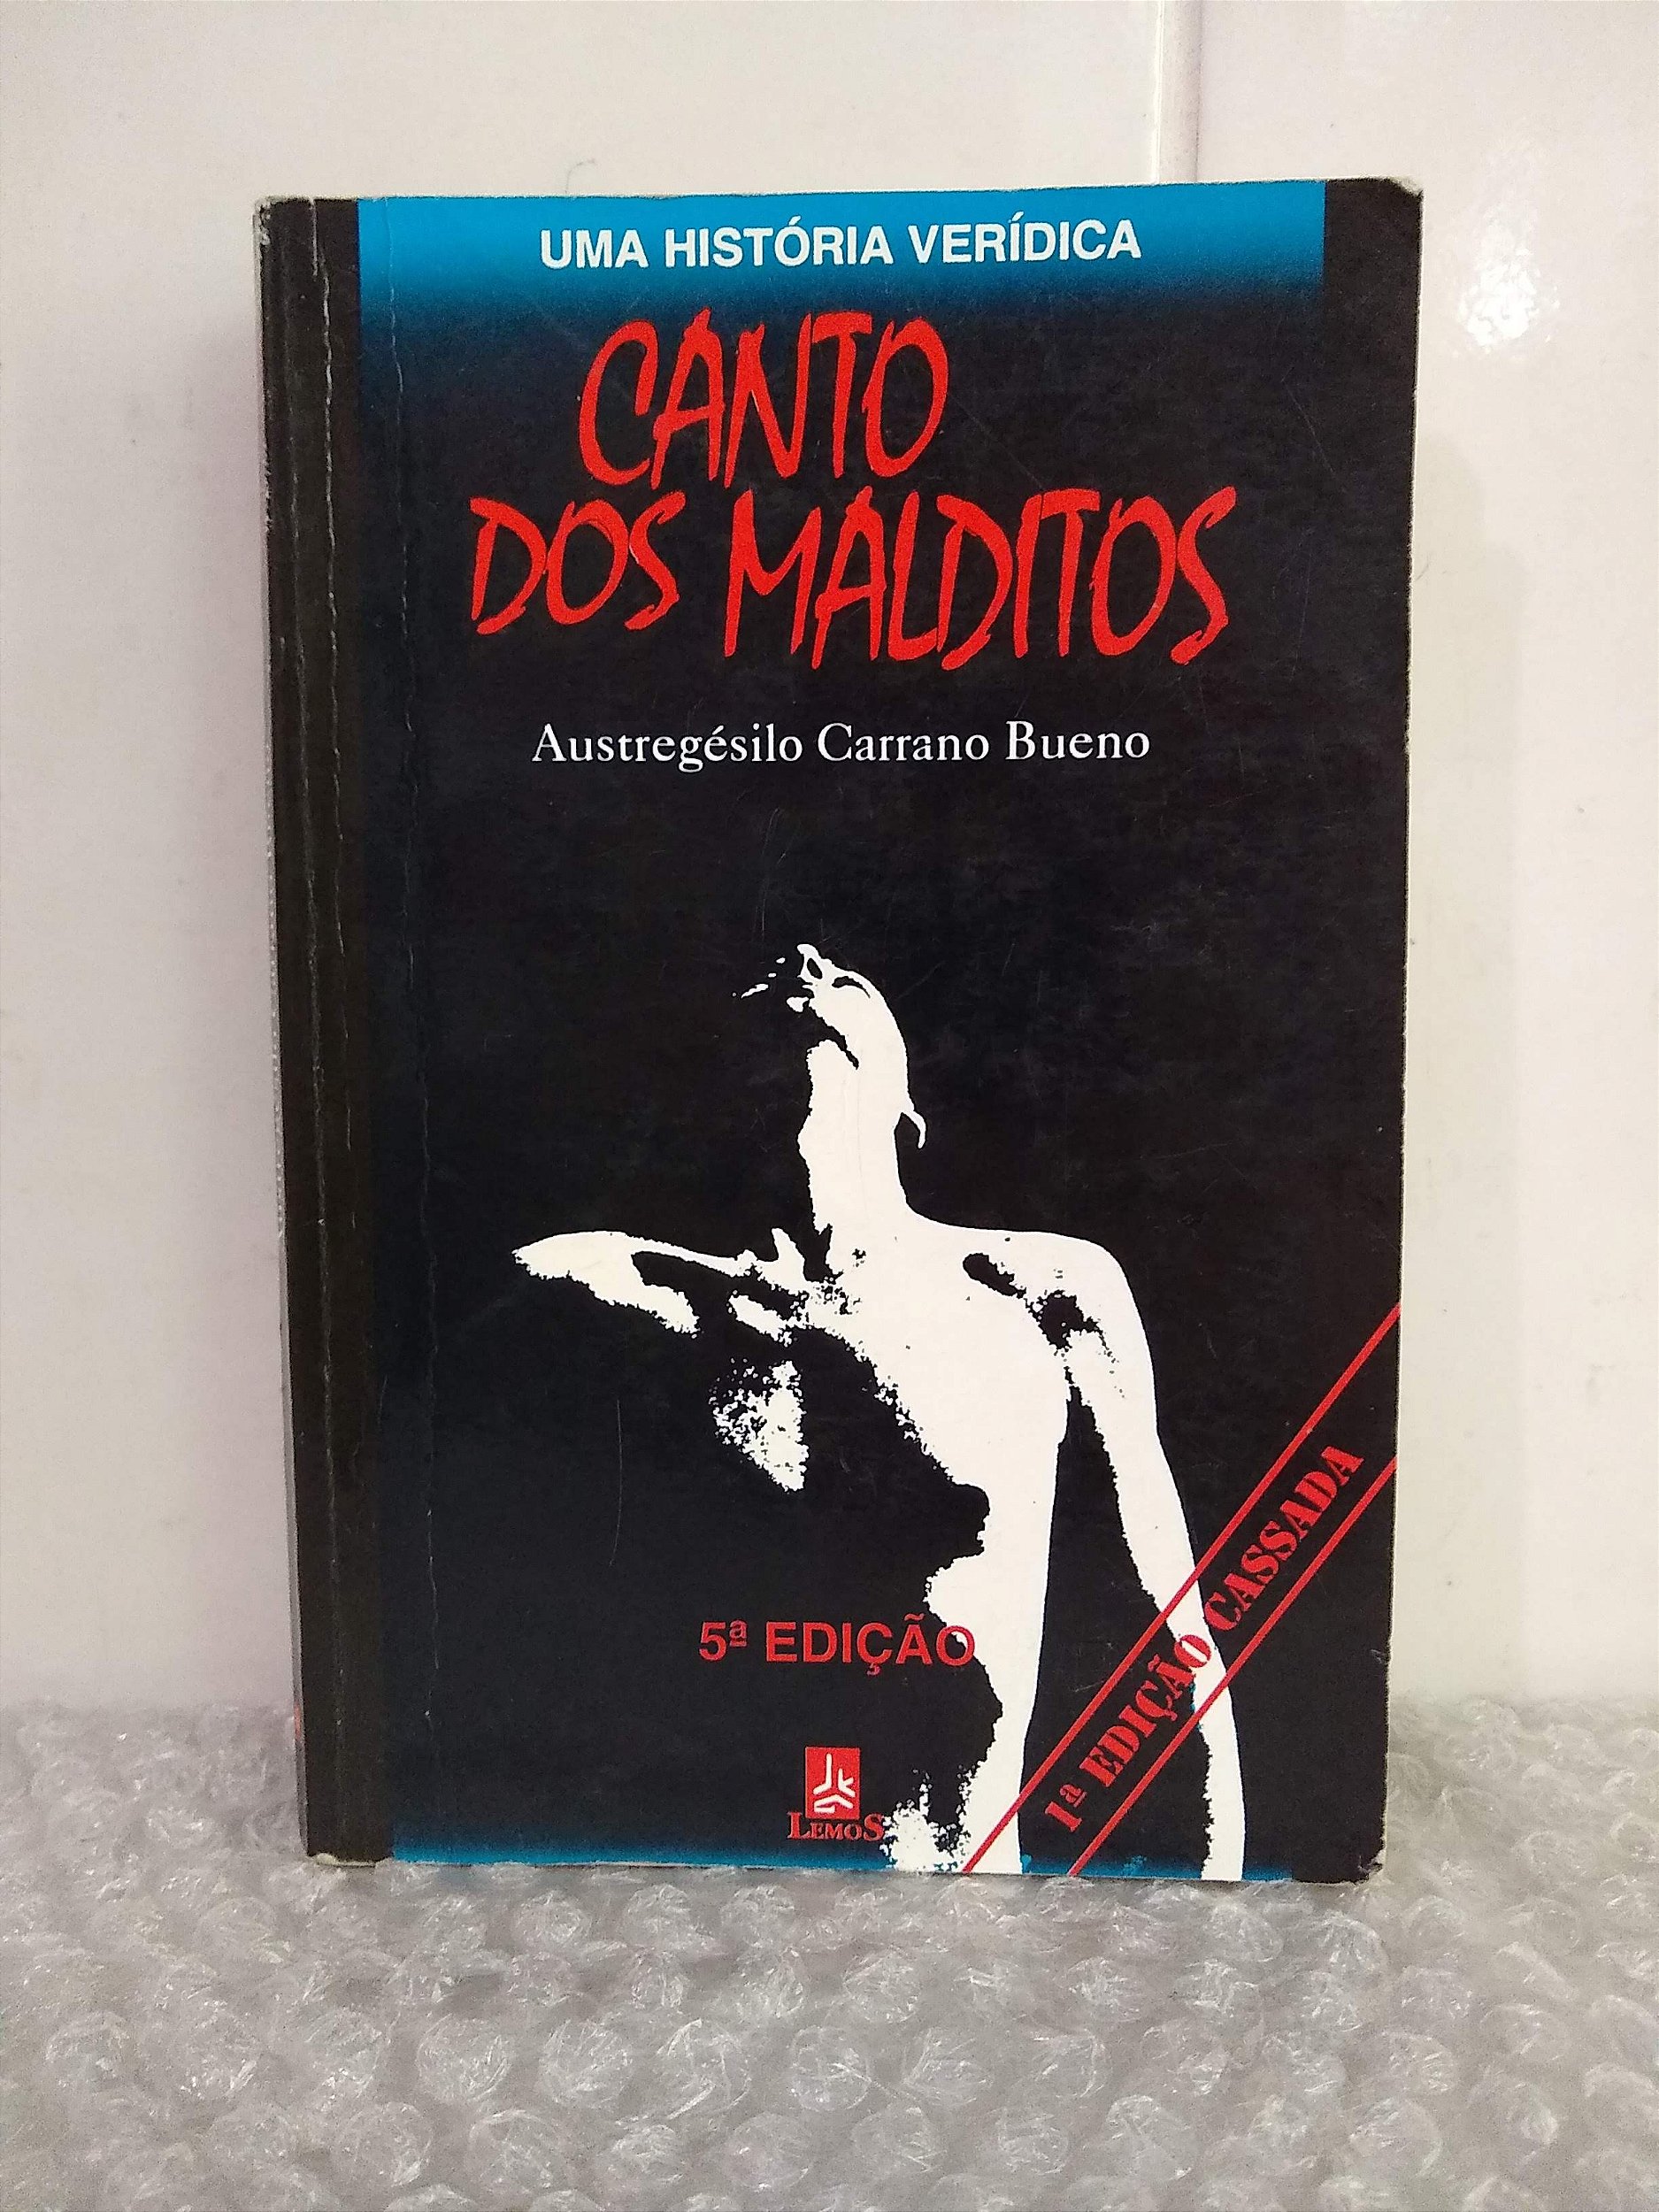 UMA HISTÓRIA VERÍDICA
CANTO
DOS MALDITOS
Austregésilo Carrano Bueno
5ª EDIÇÃO
1ª EDIÇÃO CASSADA
LEMOS